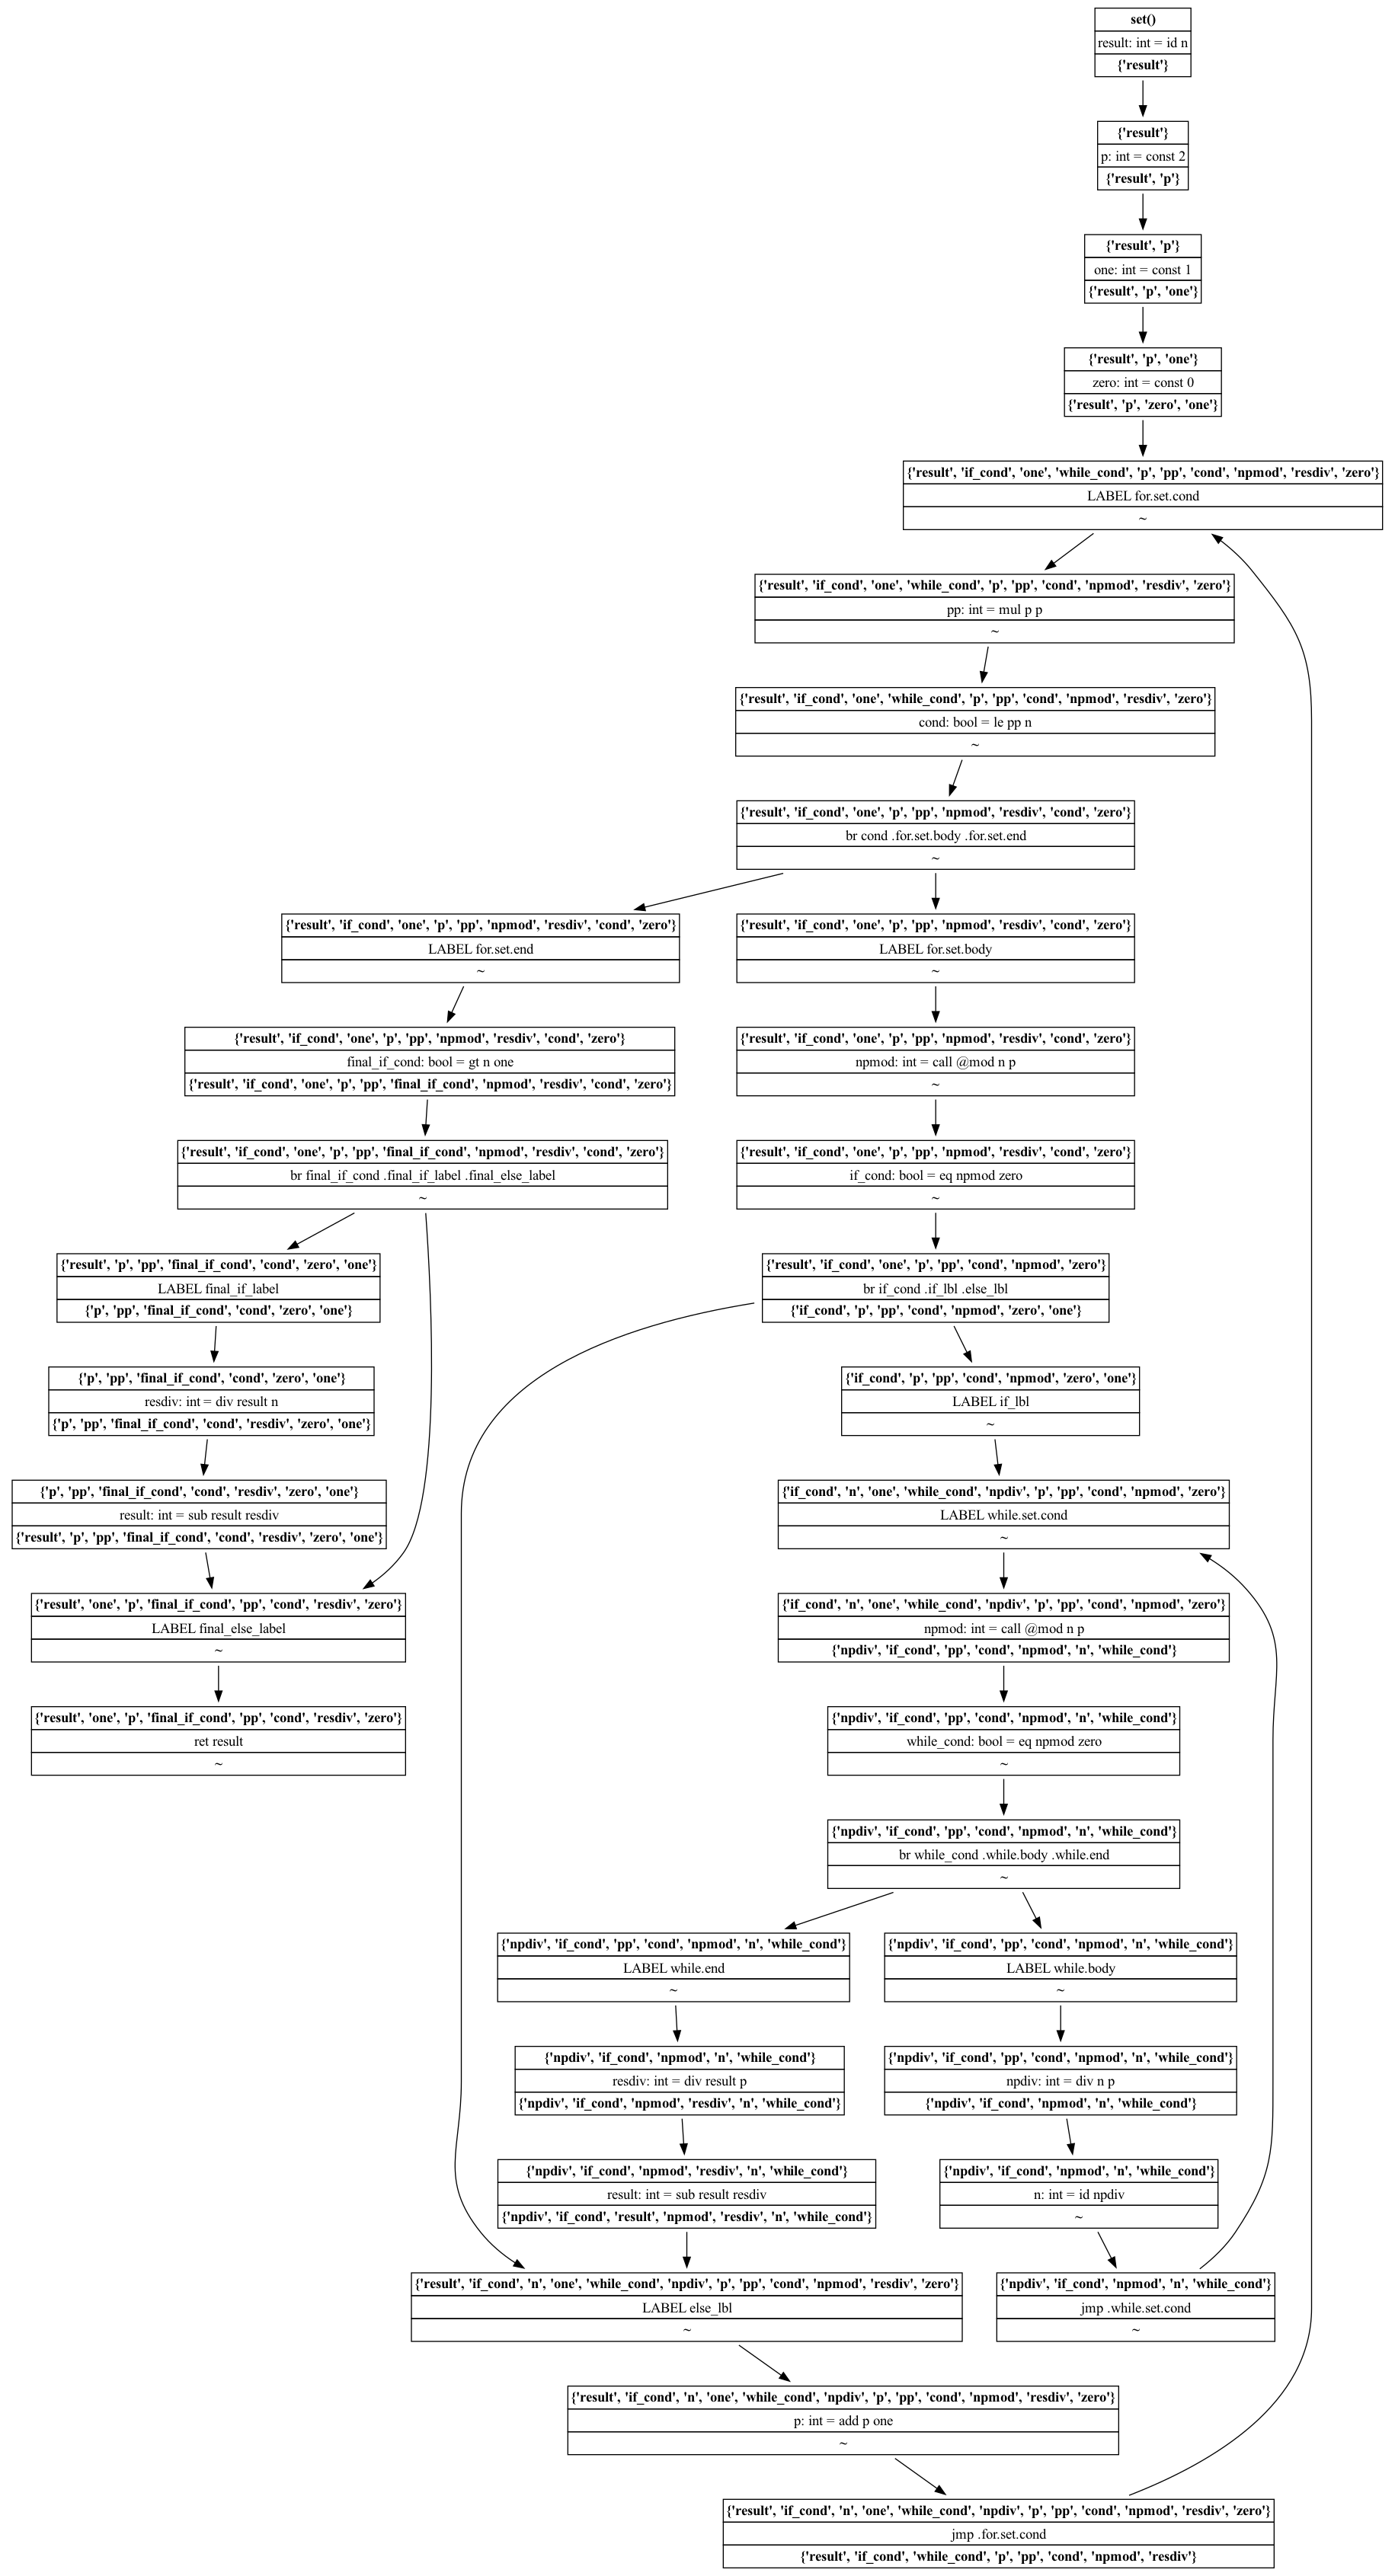 set()
result: int = id n
{'result'}
{'result'}
p: int = const 2
{'result', 'p'}
{'result', 'p'}
one: int = const 1
{'result', 'p', 'one'}
{'result', 'p', 'one'}
zero: int = const 0
{'result', 'p', 'zero', 'one'}
{'result', 'if_cond', 'one', 'while_cond', 'p', 'pp', 'cond', 'npmod', 'resdiv', 'zero'}
LABEL for.set.cond
~
{'result', 'if_cond', 'one', 'while_cond', 'p', 'pp', 'cond', 'npmod', 'resdiv', 'zero'}
pp: int = mul p p
~
{'result', 'if_cond', 'one', 'while_cond', 'p', 'pp', 'cond', 'npmod', 'resdiv', 'zero'}
cond: bool = le pp n
~
{'result', 'if_cond', 'one', 'p', 'pp', 'npmod', 'resdiv', 'cond', 'zero'}
br cond .for.set.body .for.set.end
~
{'result', 'if_cond', 'one', 'p', 'pp', 'npmod', 'resdiv', 'cond', 'zero'}
LABEL for.set.end
~
{'result', 'if_cond', 'one', 'p', 'pp', 'npmod', 'resdiv', 'cond', 'zero'}
LABEL for.set.body
~
{'result', 'if_cond', 'one', 'p', 'pp', 'npmod', 'resdiv', 'cond', 'zero'}
final_if_cond: bool = gt n one
{'result', 'if_cond', 'one', 'p', 'pp', 'final_if_cond', 'npmod', 'resdiv', 'cond', 'zero'}
{'result', 'if_cond', 'one', 'p', 'pp', 'npmod', 'resdiv', 'cond', 'zero'}
npmod: int = call @mod n p
~
{'result', 'if_cond', 'one', 'p', 'pp', 'final_if_cond', 'npmod', 'resdiv', 'cond', 'zero'}
br final_if_cond .final_if_label .final_else_label
~
{'result', 'if_cond', 'one', 'p', 'pp', 'npmod', 'resdiv', 'cond', 'zero'}
if_cond: bool = eq npmod zero
~
{'result', 'p', 'pp', 'final_if_cond', 'cond', 'zero', 'one'}
LABEL final_if_label
{'p', 'pp', 'final_if_cond', 'cond', 'zero', 'one'}
{'result', 'if_cond', 'one', 'p', 'pp', 'cond', 'npmod', 'zero'}
br if_cond .if_lbl .else_lbl
{'if_cond', 'p', 'pp', 'cond', 'npmod', 'zero', 'one'}
{'p', 'pp', 'final_if_cond', 'cond', 'zero', 'one'}
resdiv: int = div result n
{'p', 'pp', 'final_if_cond', 'cond', 'resdiv', 'zero', 'one'}
{'if_cond', 'p', 'pp', 'cond', 'npmod', 'zero', 'one'}
LABEL if_lbl
~
{'p', 'pp', 'final_if_cond', 'cond', 'resdiv', 'zero', 'one'}
result: int = sub result resdiv
{'result', 'p', 'pp', 'final_if_cond', 'cond', 'resdiv', 'zero', 'one'}
{'if_cond', 'n', 'one', 'while_cond', 'npdiv', 'p', 'pp', 'cond', 'npmod', 'zero'}
LABEL while.set.cond
~
{'result', 'one', 'p', 'final_if_cond', 'pp', 'cond', 'resdiv', 'zero'}
LABEL final_else_label
~
{'if_cond', 'n', 'one', 'while_cond', 'npdiv', 'p', 'pp', 'cond', 'npmod', 'zero'}
npmod: int = call @mod n p
{'npdiv', 'if_cond', 'pp', 'cond', 'npmod', 'n', 'while_cond'}
{'result', 'one', 'p', 'final_if_cond', 'pp', 'cond', 'resdiv', 'zero'}
ret result
~
{'npdiv', 'if_cond', 'pp', 'cond', 'npmod', 'n', 'while_cond'}
while_cond: bool = eq npmod zero
~
{'npdiv', 'if_cond', 'pp', 'cond', 'npmod', 'n', 'while_cond'}
br while_cond .while.body .while.end
~
{'npdiv', 'if_cond', 'pp', 'cond', 'npmod', 'n', 'while_cond'}
LABEL while.end
~
{'npdiv', 'if_cond', 'pp', 'cond', 'npmod', 'n', 'while_cond'}
LABEL while.body
~
{'npdiv', 'if_cond', 'npmod', 'n', 'while_cond'}
resdiv: int = div result p
{'npdiv', 'if_cond', 'npmod', 'resdiv', 'n', 'while_cond'}
{'npdiv', 'if_cond', 'pp', 'cond', 'npmod', 'n', 'while_cond'}
npdiv: int = div n p
{'npdiv', 'if_cond', 'npmod', 'n', 'while_cond'}
{'npdiv', 'if_cond', 'npmod', 'resdiv', 'n', 'while_cond'}
result: int = sub result resdiv
{'npdiv', 'if_cond', 'result', 'npmod', 'resdiv', 'n', 'while_cond'}
{'npdiv', 'if_cond', 'npmod', 'n', 'while_cond'}
n: int = id npdiv
~
{'result', 'if_cond', 'n', 'one', 'while_cond', 'npdiv', 'p', 'pp', 'cond', 'npmod', 'resdiv', 'zero'}
LABEL else_lbl
~
{'npdiv', 'if_cond', 'npmod', 'n', 'while_cond'}
jmp .while.set.cond
~
{'result', 'if_cond', 'n', 'one', 'while_cond', 'npdiv', 'p', 'pp', 'cond', 'npmod', 'resdiv', 'zero'}
p: int = add p one
~
{'result', 'if_cond', 'n', 'one', 'while_cond', 'npdiv', 'p', 'pp', 'cond', 'npmod', 'resdiv', 'zero'}
jmp .for.set.cond
{'result', 'if_cond', 'while_cond', 'p', 'pp', 'cond', 'npmod', 'resdiv'}